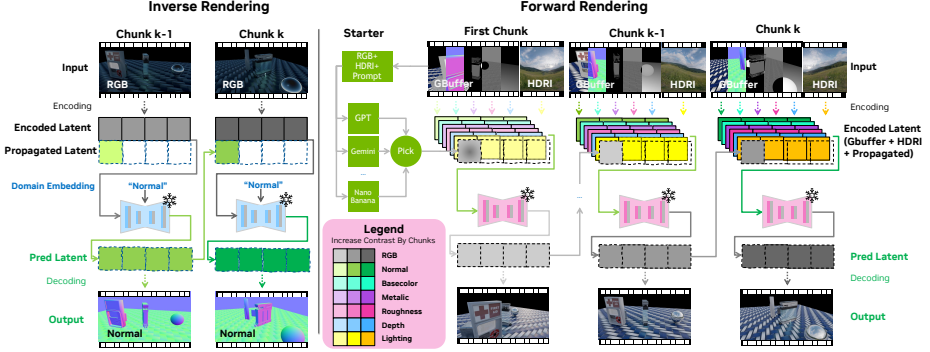 Inverse Rendering
Forward Rendering
Chunk k-1
Chunk k
Starter
First Chunk
Chunk k-1
Chunk k
Input
RGB
RGB
RGB+
HDRI+
Prompt
GBuffer
HDRI
GBuffer
HDRI
GBuffer
HDRI
Input
Encoding
Encoding
Encoded Latent
Propagated Latent
GPT
Gemini
...
Nano
Banana
Pick
Encoded Latent
(Gbuffer + HDRI
+ Propagated)
Domain Embedding
"Normal"
"Normal"
...
Legend
Increase Contrast By Chunks
RGB
Normal
Basecolor
Metalic
Roughness
Depth
Lighting
Pred Latent
Pred Latent
Decoding
Decoding
Output
Normal
Normal
Output